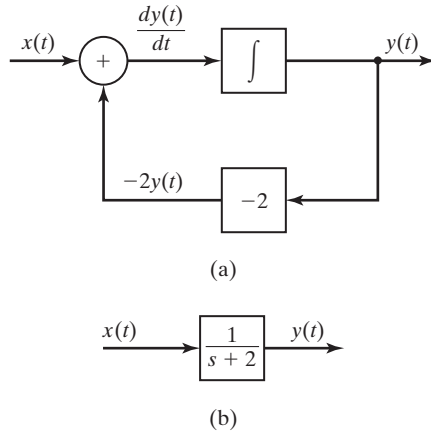 dy(t)
dt
x(t) + ∫ y(t)
−2y(t)
−2
(a)
x(t) 1 y(t)
s + 2
(b)